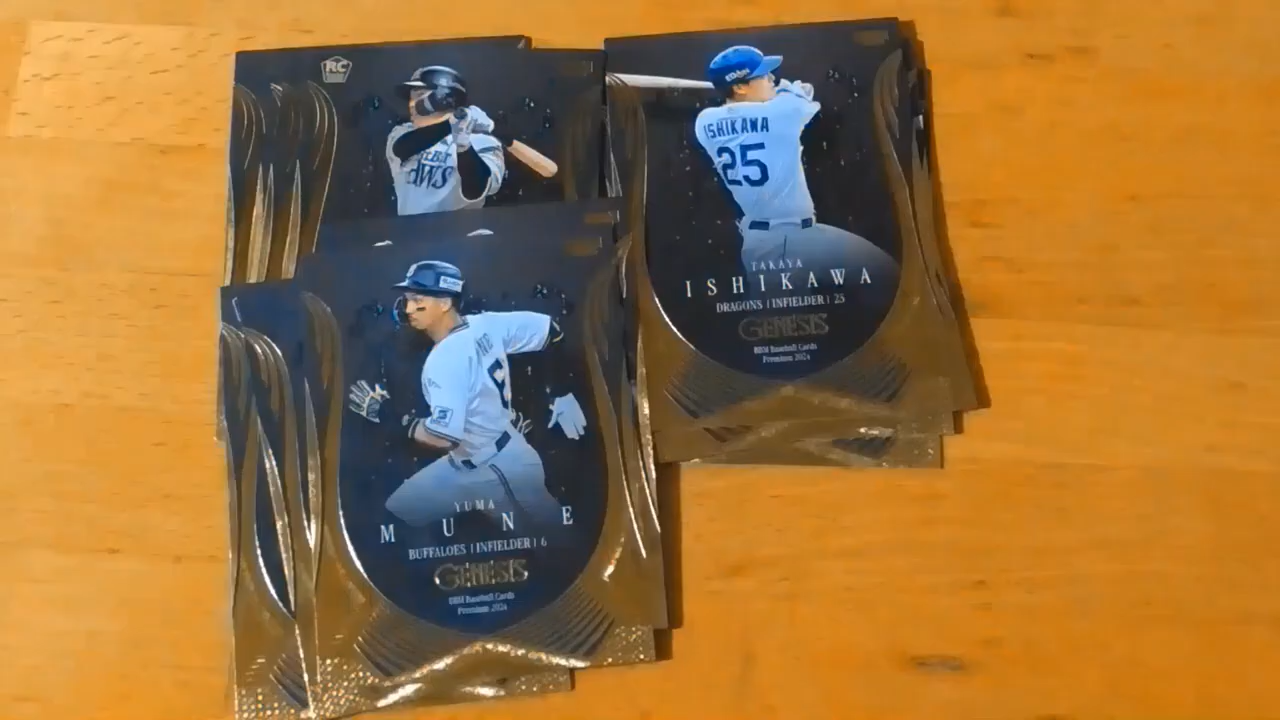 RC
ISHIKAWA
25
TAKAYA
ISHIKAWA
DRAGONS | INFIELDER | 25
GENESIS
BBM Baseball Cards
Premium 2024
YUMA
MUNE
BUFFALOES | INFIELDER | 6
GENESIS
BBM Baseball Cards
Premium 2024